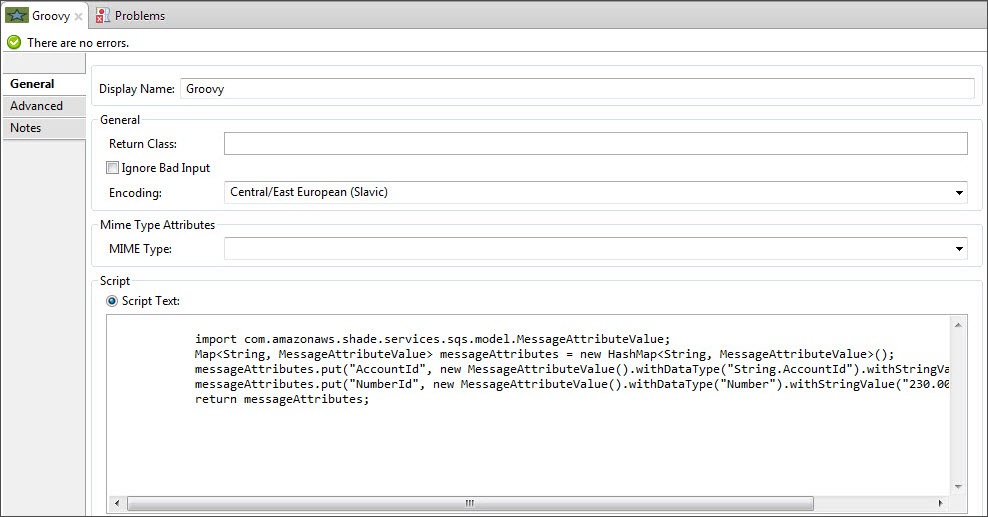 Groovy
Problems
There are no errors.
General
Advanced
Notes
Display Name: Groovy
General
Return Class:
Ignore Bad Input
Encoding: Central/East European (Slavic)
Mime Type Attributes
MIME Type:
Script
Script Text:
import com.amazonaws.shade.services.sqs.model.MessageAttributeValue;
Map<String, MessageAttributeValue> messageAttributes = new HashMap<String, MessageAttributeValue>();
messageAttributes.put("AccountId", new MessageAttributeValue().withDataType("String.AccountId").withStringVa
messageAttributes.put("NumberId", new MessageAttributeValue().withDataType("Number").withStringValue("230.00
return messageAttributes;